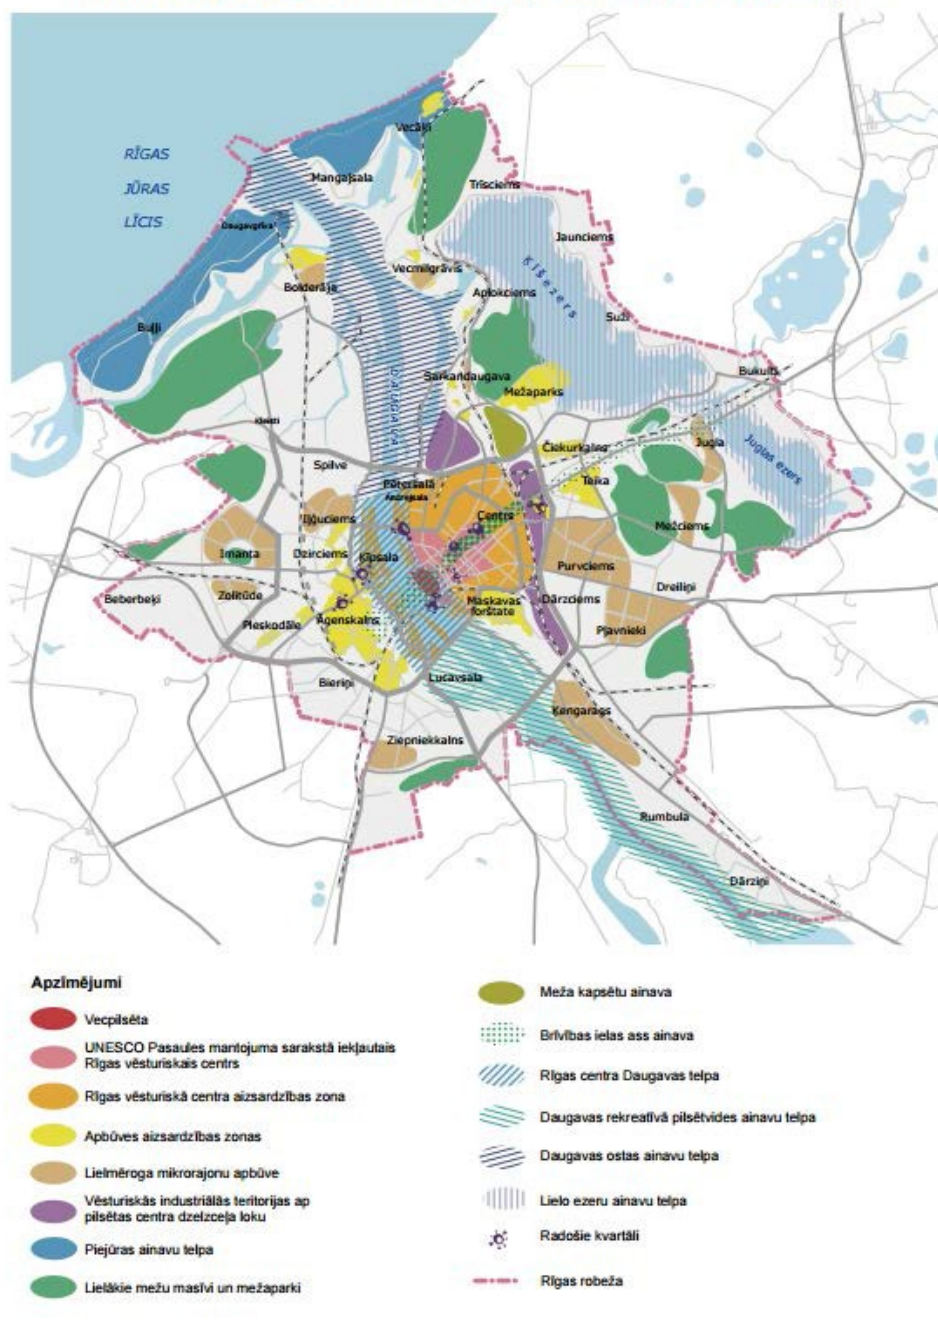 RĪGAS
JŪRAS
LĪCIS
Vecāķi
Mangaļsala
Trīsciems
Daugavgrīva
Jaunciems
Vecmīlgrāvis
Ķīšezers
Bolderāja
Aplokciems
Suži
Buļļi
Sarkandaugava
Bukulti
Mežaparks
DAUGAVA
Kleisti
Čiekurkalns
Jugla
Juglas ezers
Spilve
Teika
Pētersala
Andrejsala
Iļģuciems
Centrs
Mežciems
Imanta
Dzirciems
Ķīpsala
Purvciems
Dreiliņi
Zolitūde
Beberbeķi
Maskavas
forštate
Dārzciems
Pleskodāle
Āgenskalns
Pļavnieki
Bieriņi
Lucavsala
Ķengarags
Ziepniekkalns
Rumbula
Dārziņi
Apzīmējumi
Vecpilsēta
UNESCO Pasaules mantojuma sarakstā iekļautais
Rīgas vēsturiskais centrs
Rīgas vēsturiskā centra aizsardzības zona
Apbūves aizsardzības zonas
Lielmēroga mikrorajonu apbūve
Vēsturiskās industriālās teritorijas ap
pilsētas centra dzelzceļa loku
Piejūras ainavu telpa
Lielākie mežu masīvi un mežaparki
Meža kapsētu ainava
Brīvības ielas ass ainava
Rīgas centra Daugavas telpa
Daugavas rekreatīvā pilsētvides ainavu telpa
Daugavas ostas ainavu telpa
Lielo ezeru ainavu telpa
Radošie kvartāli
Rīgas robeža